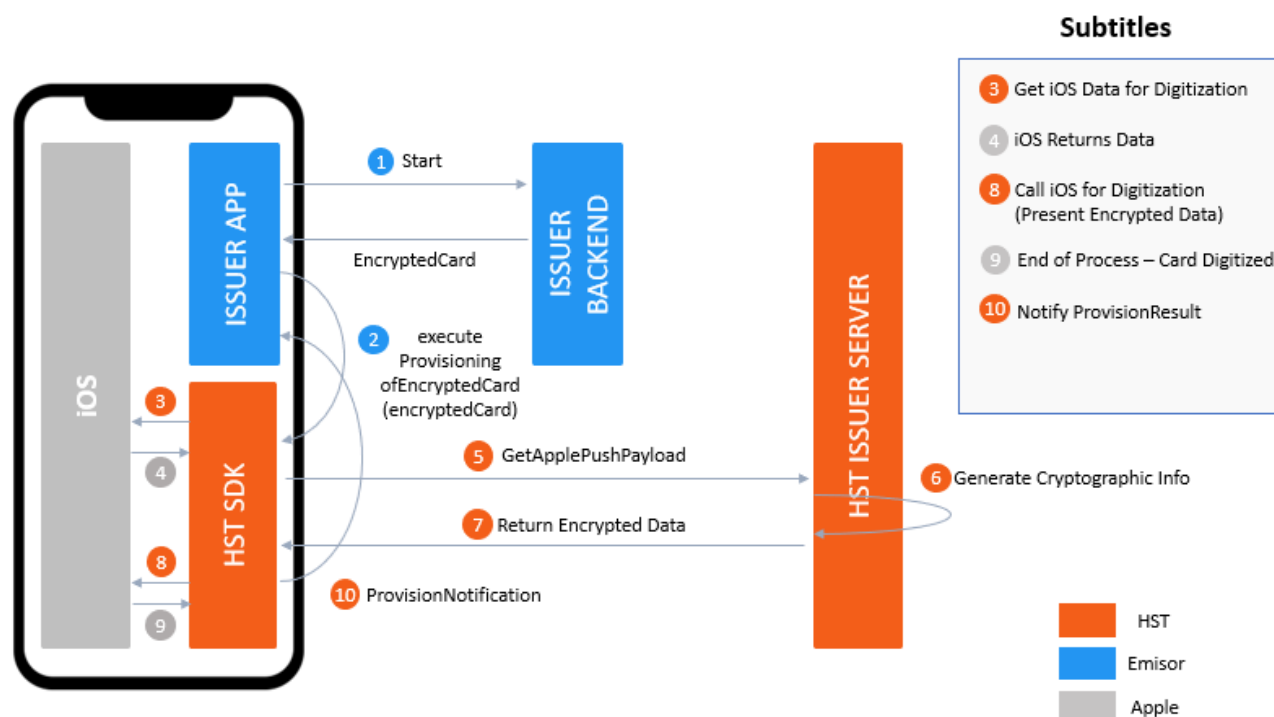 Subtitles
3 Get iOS Data for Digitization
4 iOS Returns Data
8 Call iOS for Digitization
(Present Encrypted Data)
9 End of Process – Card Digitized
10 Notify ProvisionResult
iOS
ISSUER APP
HST SDK
1 Start
EncryptedCard
ISSUER
BACKEND
2 execute
Provisioning
ofEncryptedCard
(encryptedCard)
3
4
5 GetApplePushPayload
HST ISSUER SERVER
6 Generate Cryptographic Info
7 Return Encrypted Data
8
9
10 ProvisionNotification
HST
Emisor
Apple